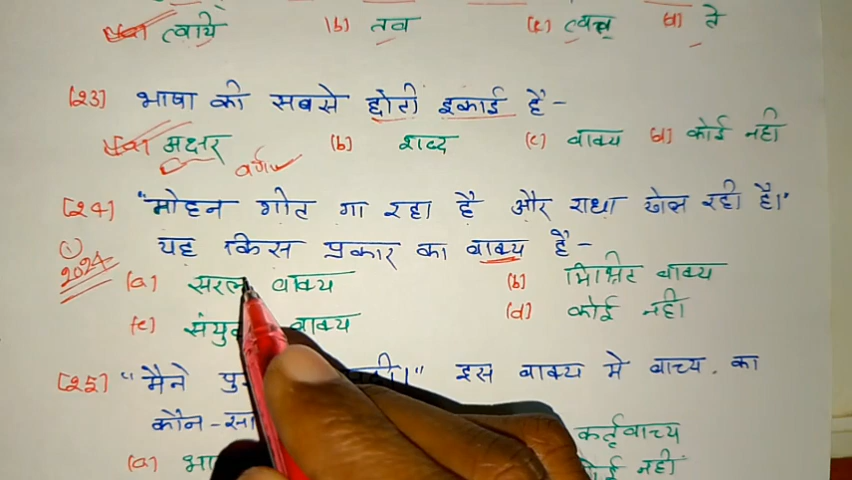 त्वाये (b) तव (c) त्वत्त (d) ते
[23] भाषा की सबसे छोटी इकाई है-
अक्षर (b) शब्द (c) वाक्य (d) कोई नही
वर्ण
[24] "मोहन गीत गा रहा है और राधा खेल रही है।"
① यह किस प्रकार का वाक्य है-
2024
(a) सरल वाक्य (b) मिश्रित वाक्य
(c) वाक्य (d) कोई नही
[25] "मैने इस वाक्य मे वाच्य का
कौन-सा
कर्तृवाच्य
(a) कोई नही